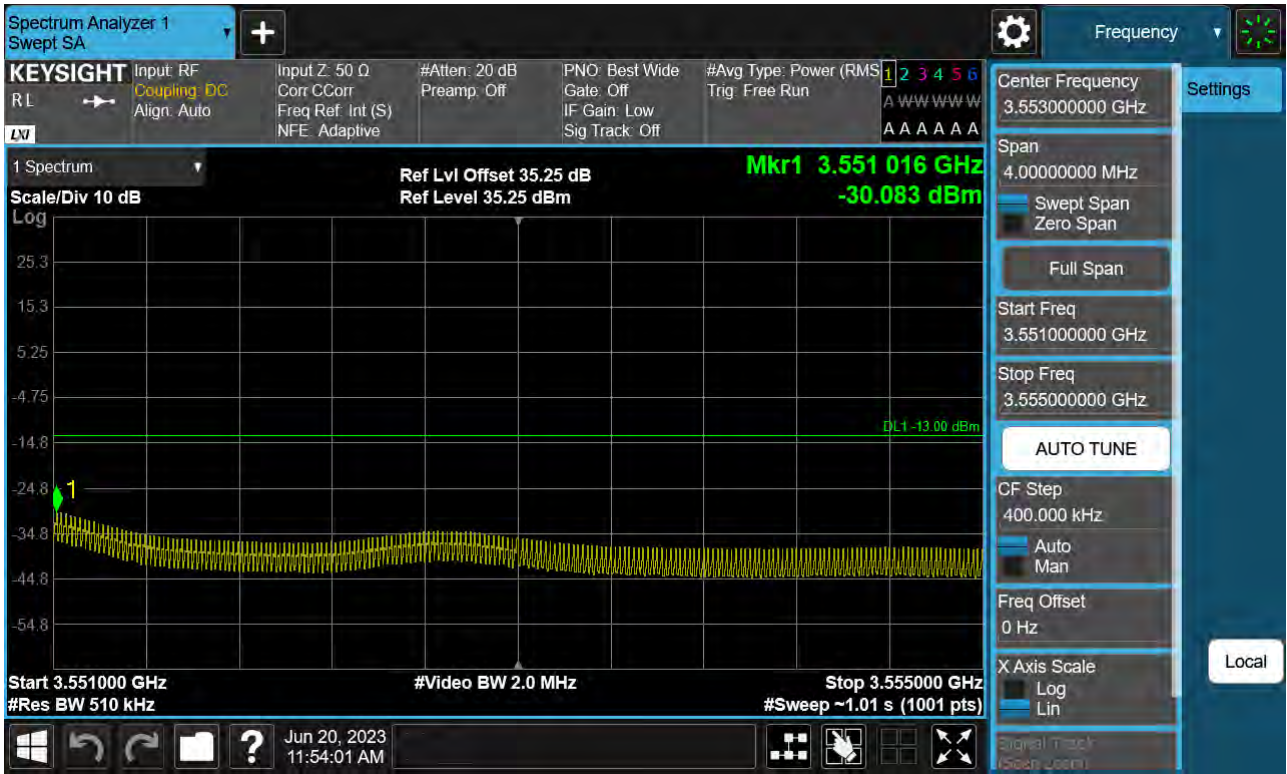 Spectrum Analyzer 1
Swept SA
+
Frequency
KEYSIGHT
RL
LXI
Input: RF
Coupling: DC
Align: Auto
Input Z: 50 Ω
Corr CCorr
Freq Ref: Int (S)
NFE: Adaptive
#Atten: 20 dB
Preamp: Off
PNO: Best Wide
Gate: Off
IF Gain: Low
Sig Track: Off
#Avg Type: Power (RMS
Trig: Free Run
1 2 3 4 5 6
A W W W W W
A A A A A A
1 Spectrum
Scale/Div 10 dB
Log
Ref Lvl Offset 35.25 dB
Ref Level 35.25 dBm
Mkr1 3.551 016 GHz
-30.083 dBm
25.3
15.3
5.25
-4.75
DL1 -13.00 dBm
-14.8
-24.8
1
-34.8
-44.8
-54.8
Start 3.551000 GHz
#Res BW 510 kHz
#Video BW 2.0 MHz
Stop 3.555000 GHz
#Sweep ~1.01 s (1001 pts)
?
Jun 20, 2023
11:54:01 AM
Center Frequency
3.553000000 GHz
Settings
Span
4.00000000 MHz
Swept Span
Zero Span
Full Span
Start Freq
3.551000000 GHz
Stop Freq
3.555000000 GHz
AUTO TUNE
CF Step
400.000 kHz
Auto
Man
Freq Offset
0 Hz
X Axis Scale
Log
Lin
Local
Signal Track
(Span Zoom)